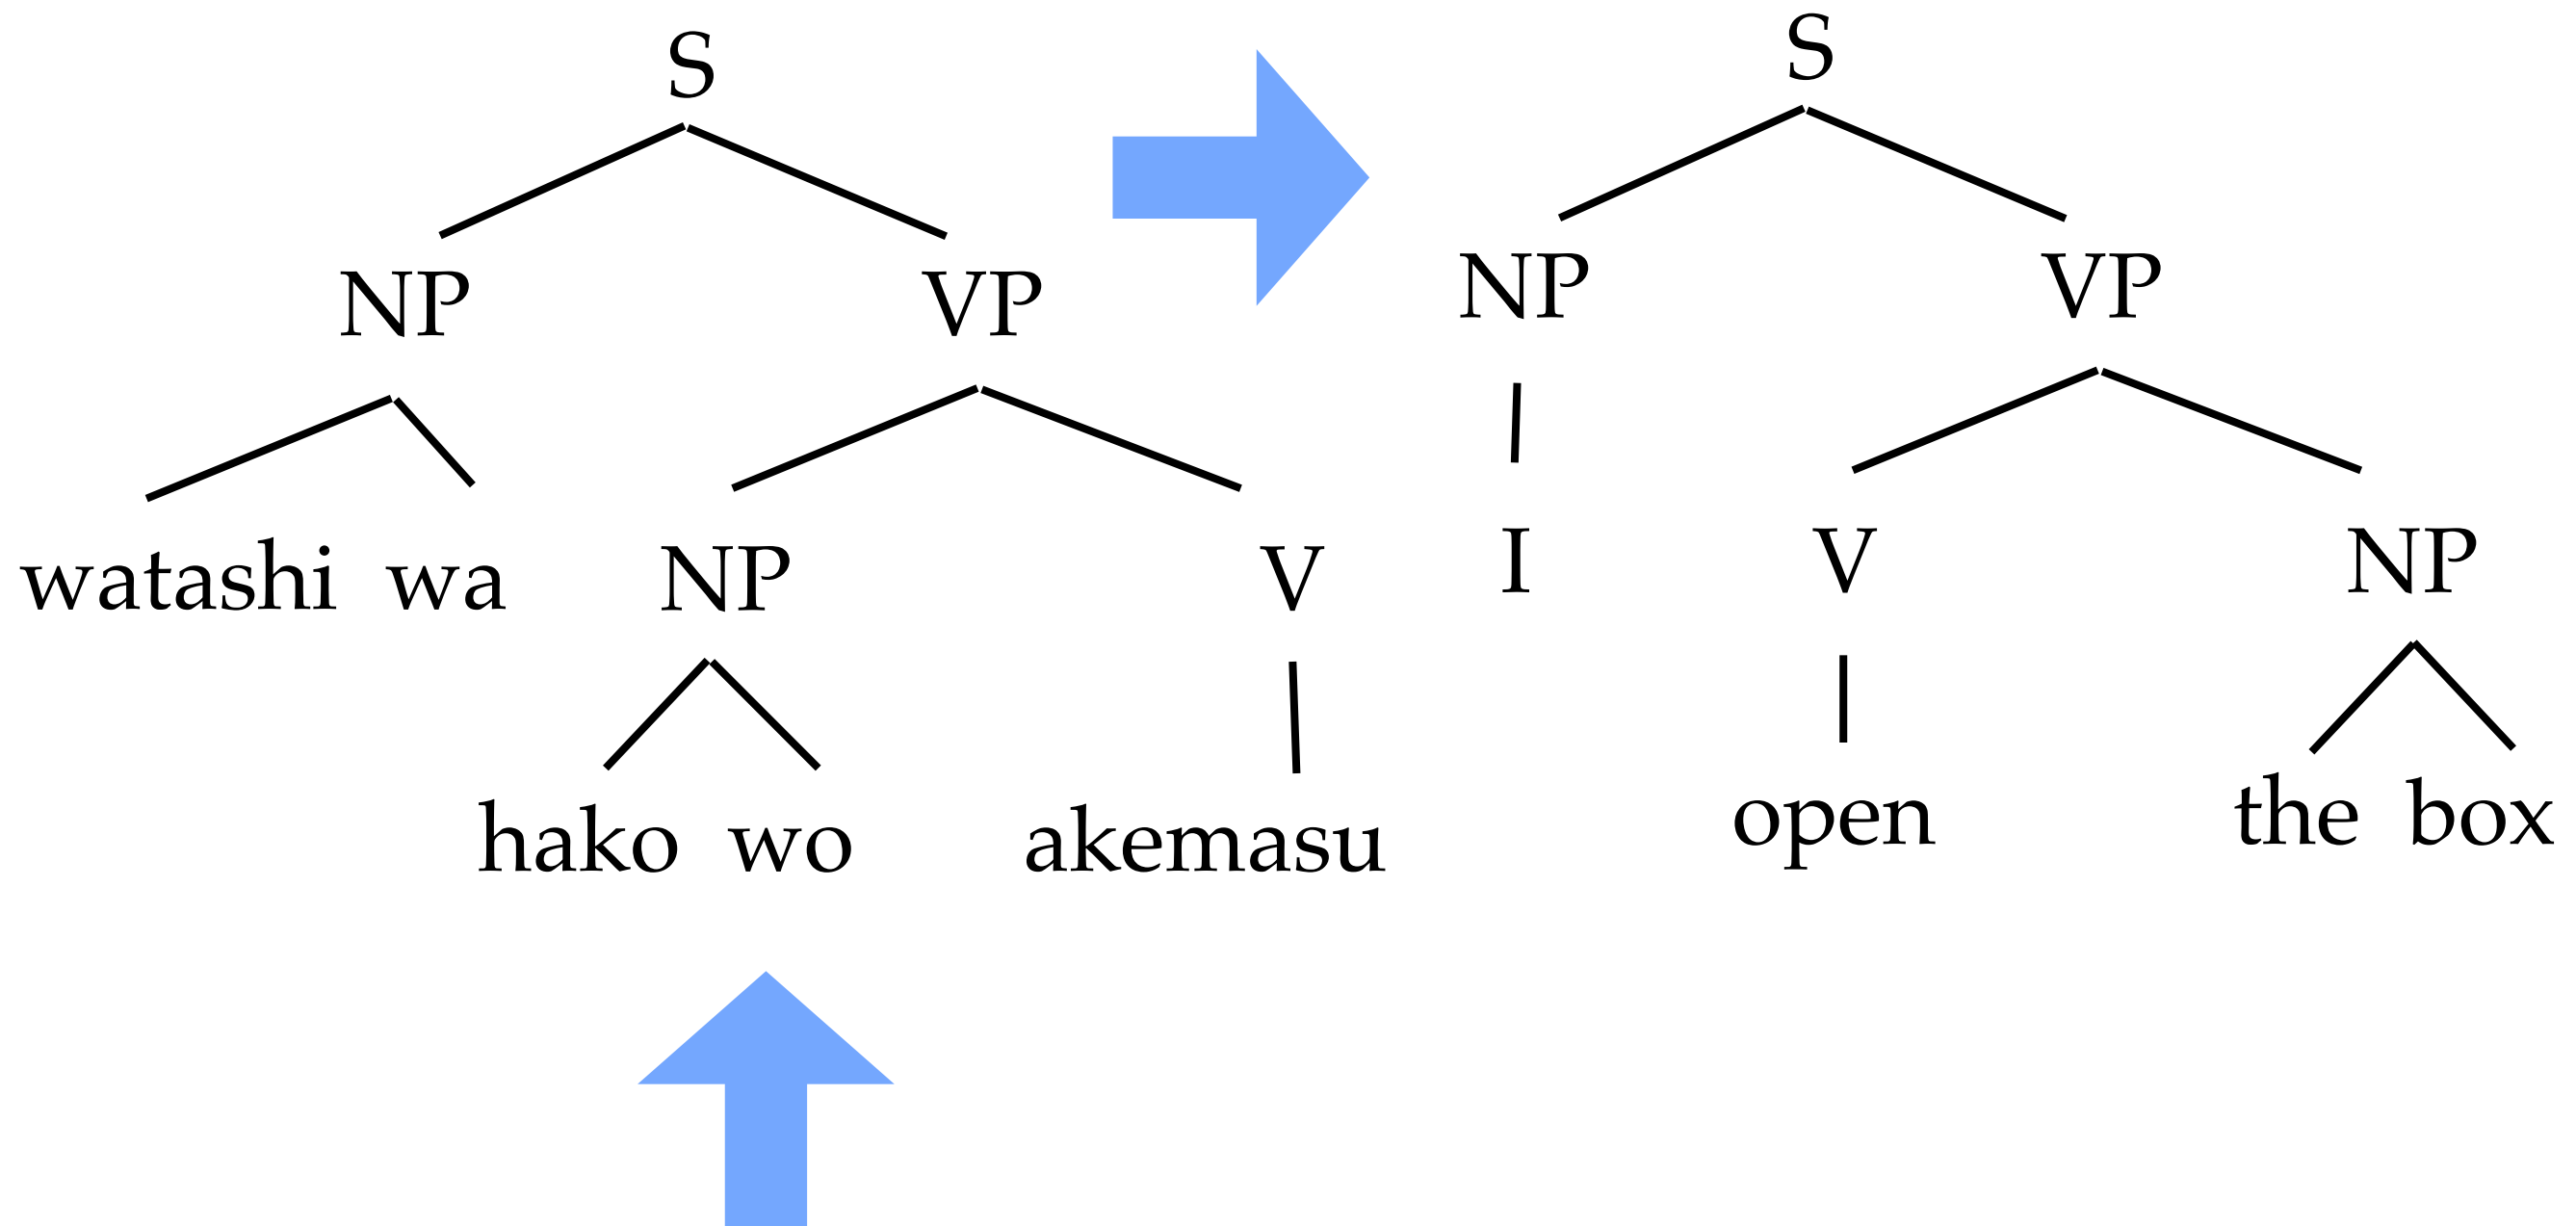 S
NP VP
watashi wa NP V
hako wo akemasu
S
NP VP
I V NP
open the box